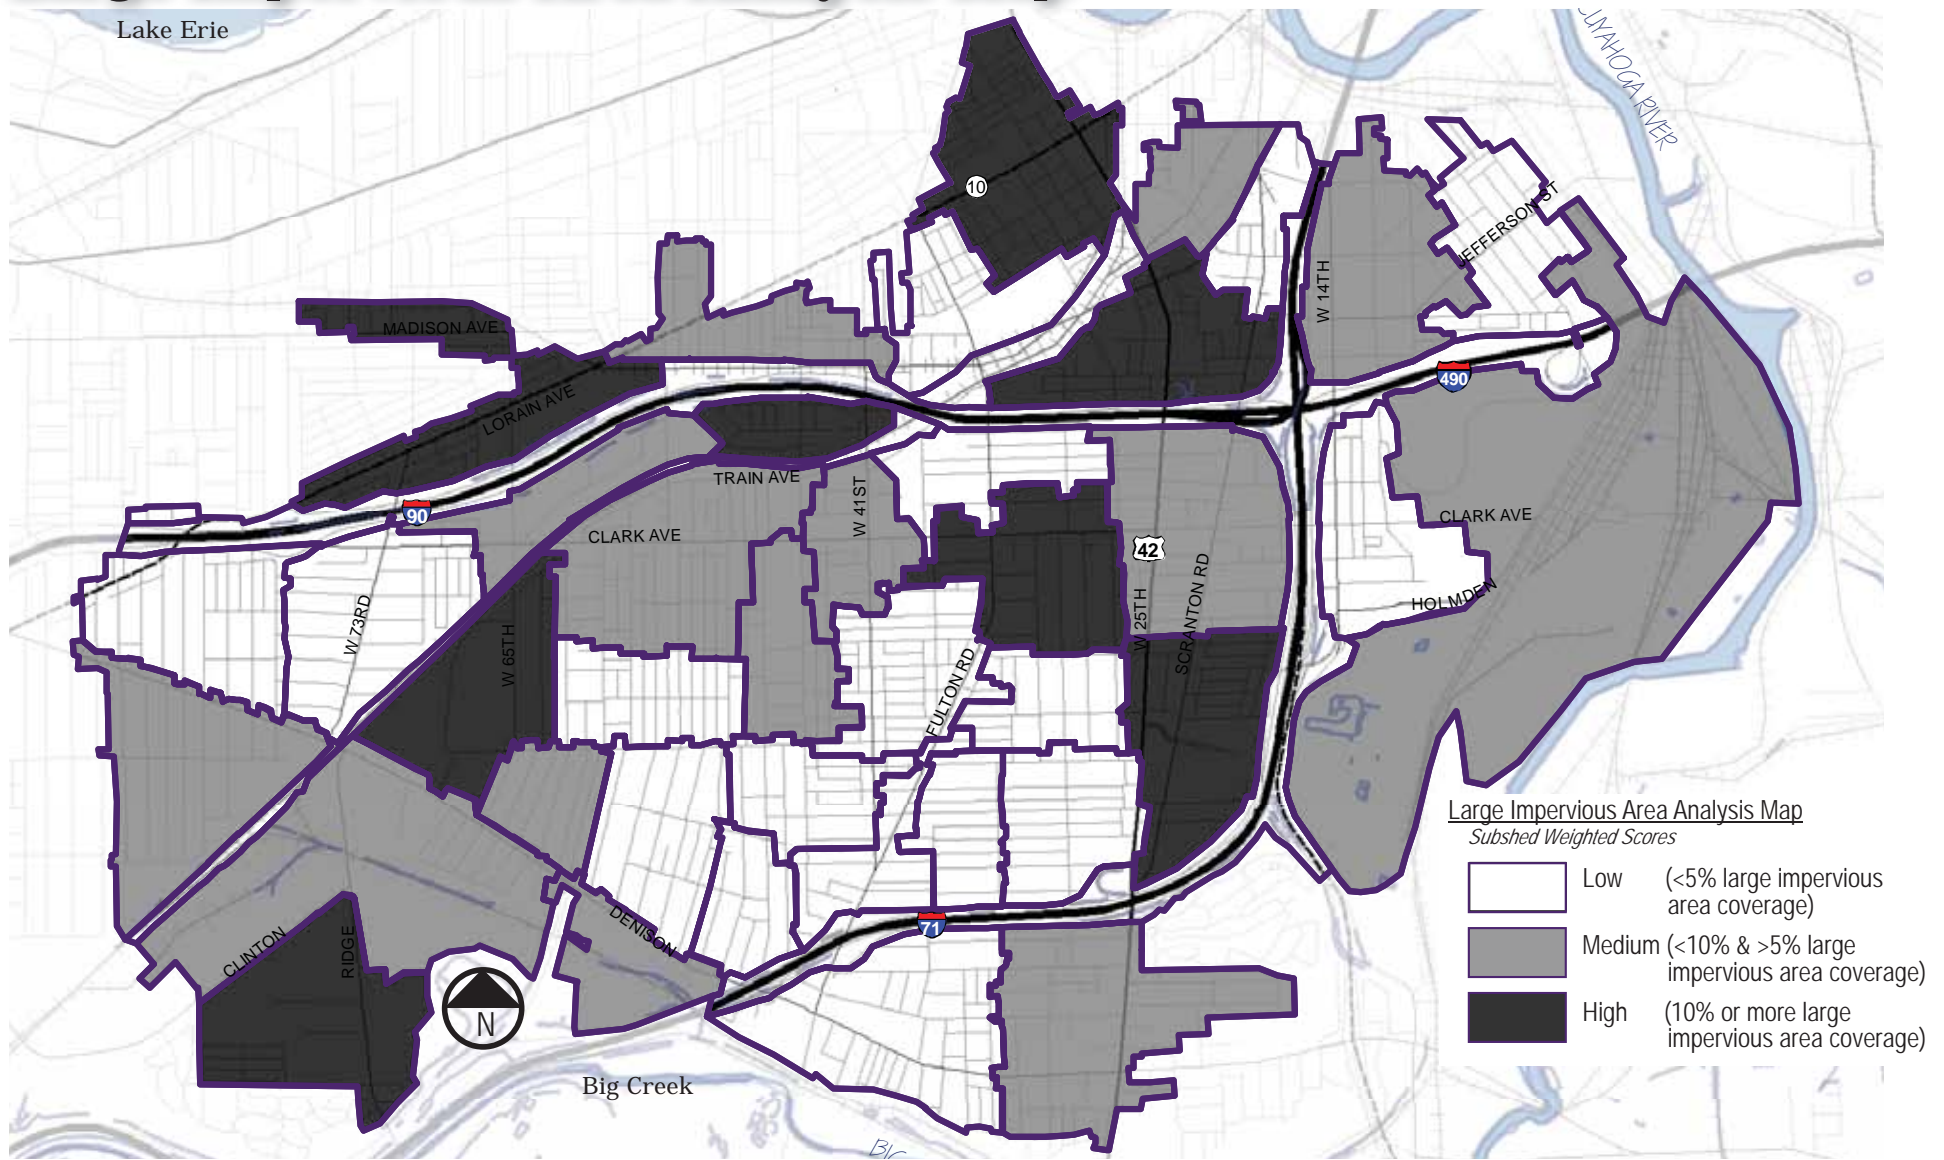 Lake Erie
CUYAHOGA RIVER
10
JEFFERSON ST
W 14TH
MADISON AVE
490
LORAIN AVE
TRAIN AVE
W 41ST
90
CLARK AVE
CLARK AVE
42
SCRANTON RD
W 25TH
HOLMDEN
W 73RD
W 65TH
FULTON RD
Large Impervious Area Analysis Map
Subshed Weighted Scores
Low (<5% large impervious
area coverage)
Medium (<10% & >5% large
impervious area coverage)
High (10% or more large
impervious area coverage)
DENISON
71
CLINTON
RIDGE
N
Big Creek
BIG